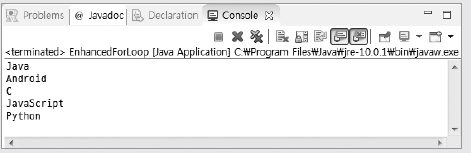 Problems @ Javadoc Declaration Console
<terminated> EnhancedForLoop [Java Application] C:₩Program Files₩Java₩jre-10.0.1₩bin₩javaw.exe
Java
Android
C
JavaScript
Python